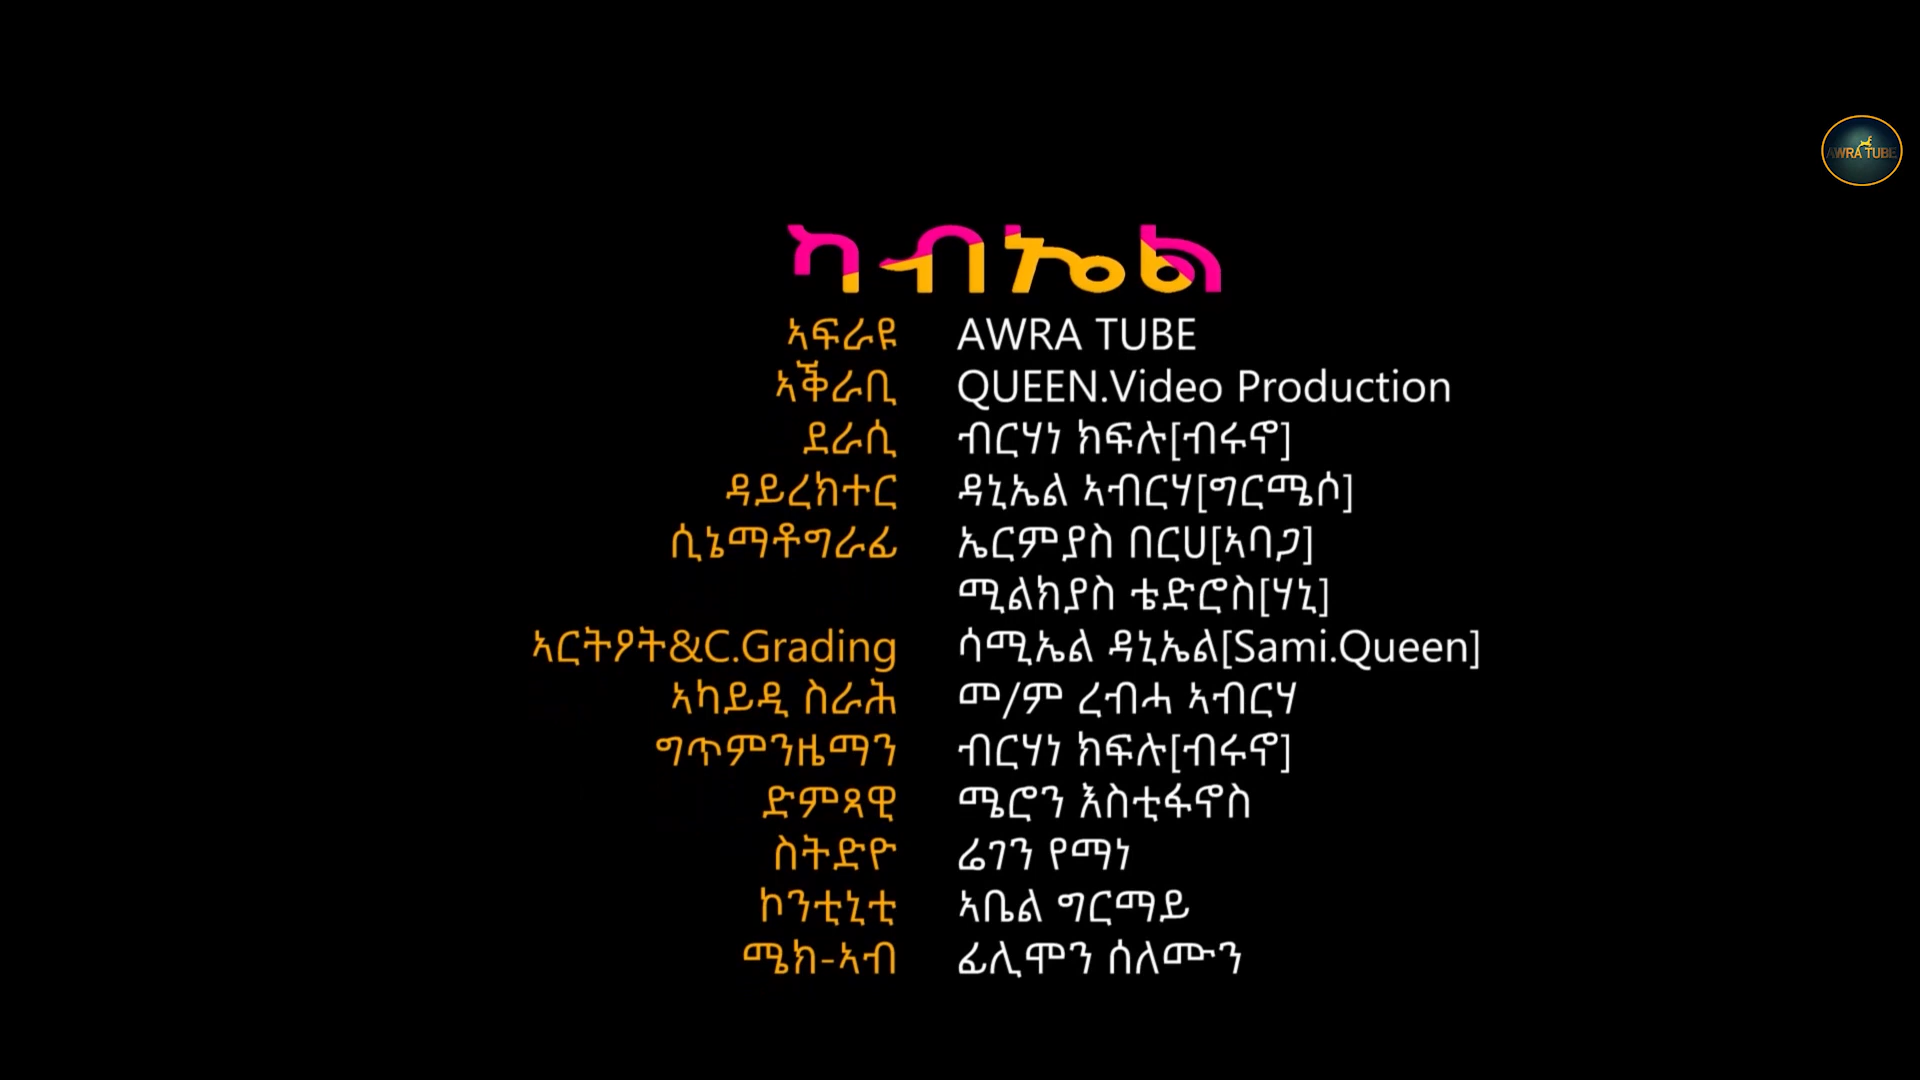 AWRA TUBE
ካብኤል
ኣፍራዩ AWRA TUBE
ኣቕራቢ QUEEN.Video Production
ደራሲ ብርሃነ ክፍሉ[ብሩኖ]
ዳይረክተር ዳኒኤል ኣብርሃ[ግርሜሶ]
ሲኔማቶግራፊ ኤርምያስ በርሀ[ኣባጋ]
ሚልክያስ ቴድሮስ[ሃኒ]
ኣርትዖት&C.Grading ሳሚኤል ዳኒኤል[Sami.Queen]
ኣካይዲ ስራሕ መ/ም ረብሓ ኣብርሃ
ግጥምንዜማን ብርሃነ ክፍሉ[ብሩኖ]
ድምጻዊ ሜሮን እስቲፋኖስ
ስትድዮ ሬገን የማነ
ኮንቲኒቲ ኣቤል ግርማይ
ሜክ-ኣብ ፊሊሞን ሰለሙን